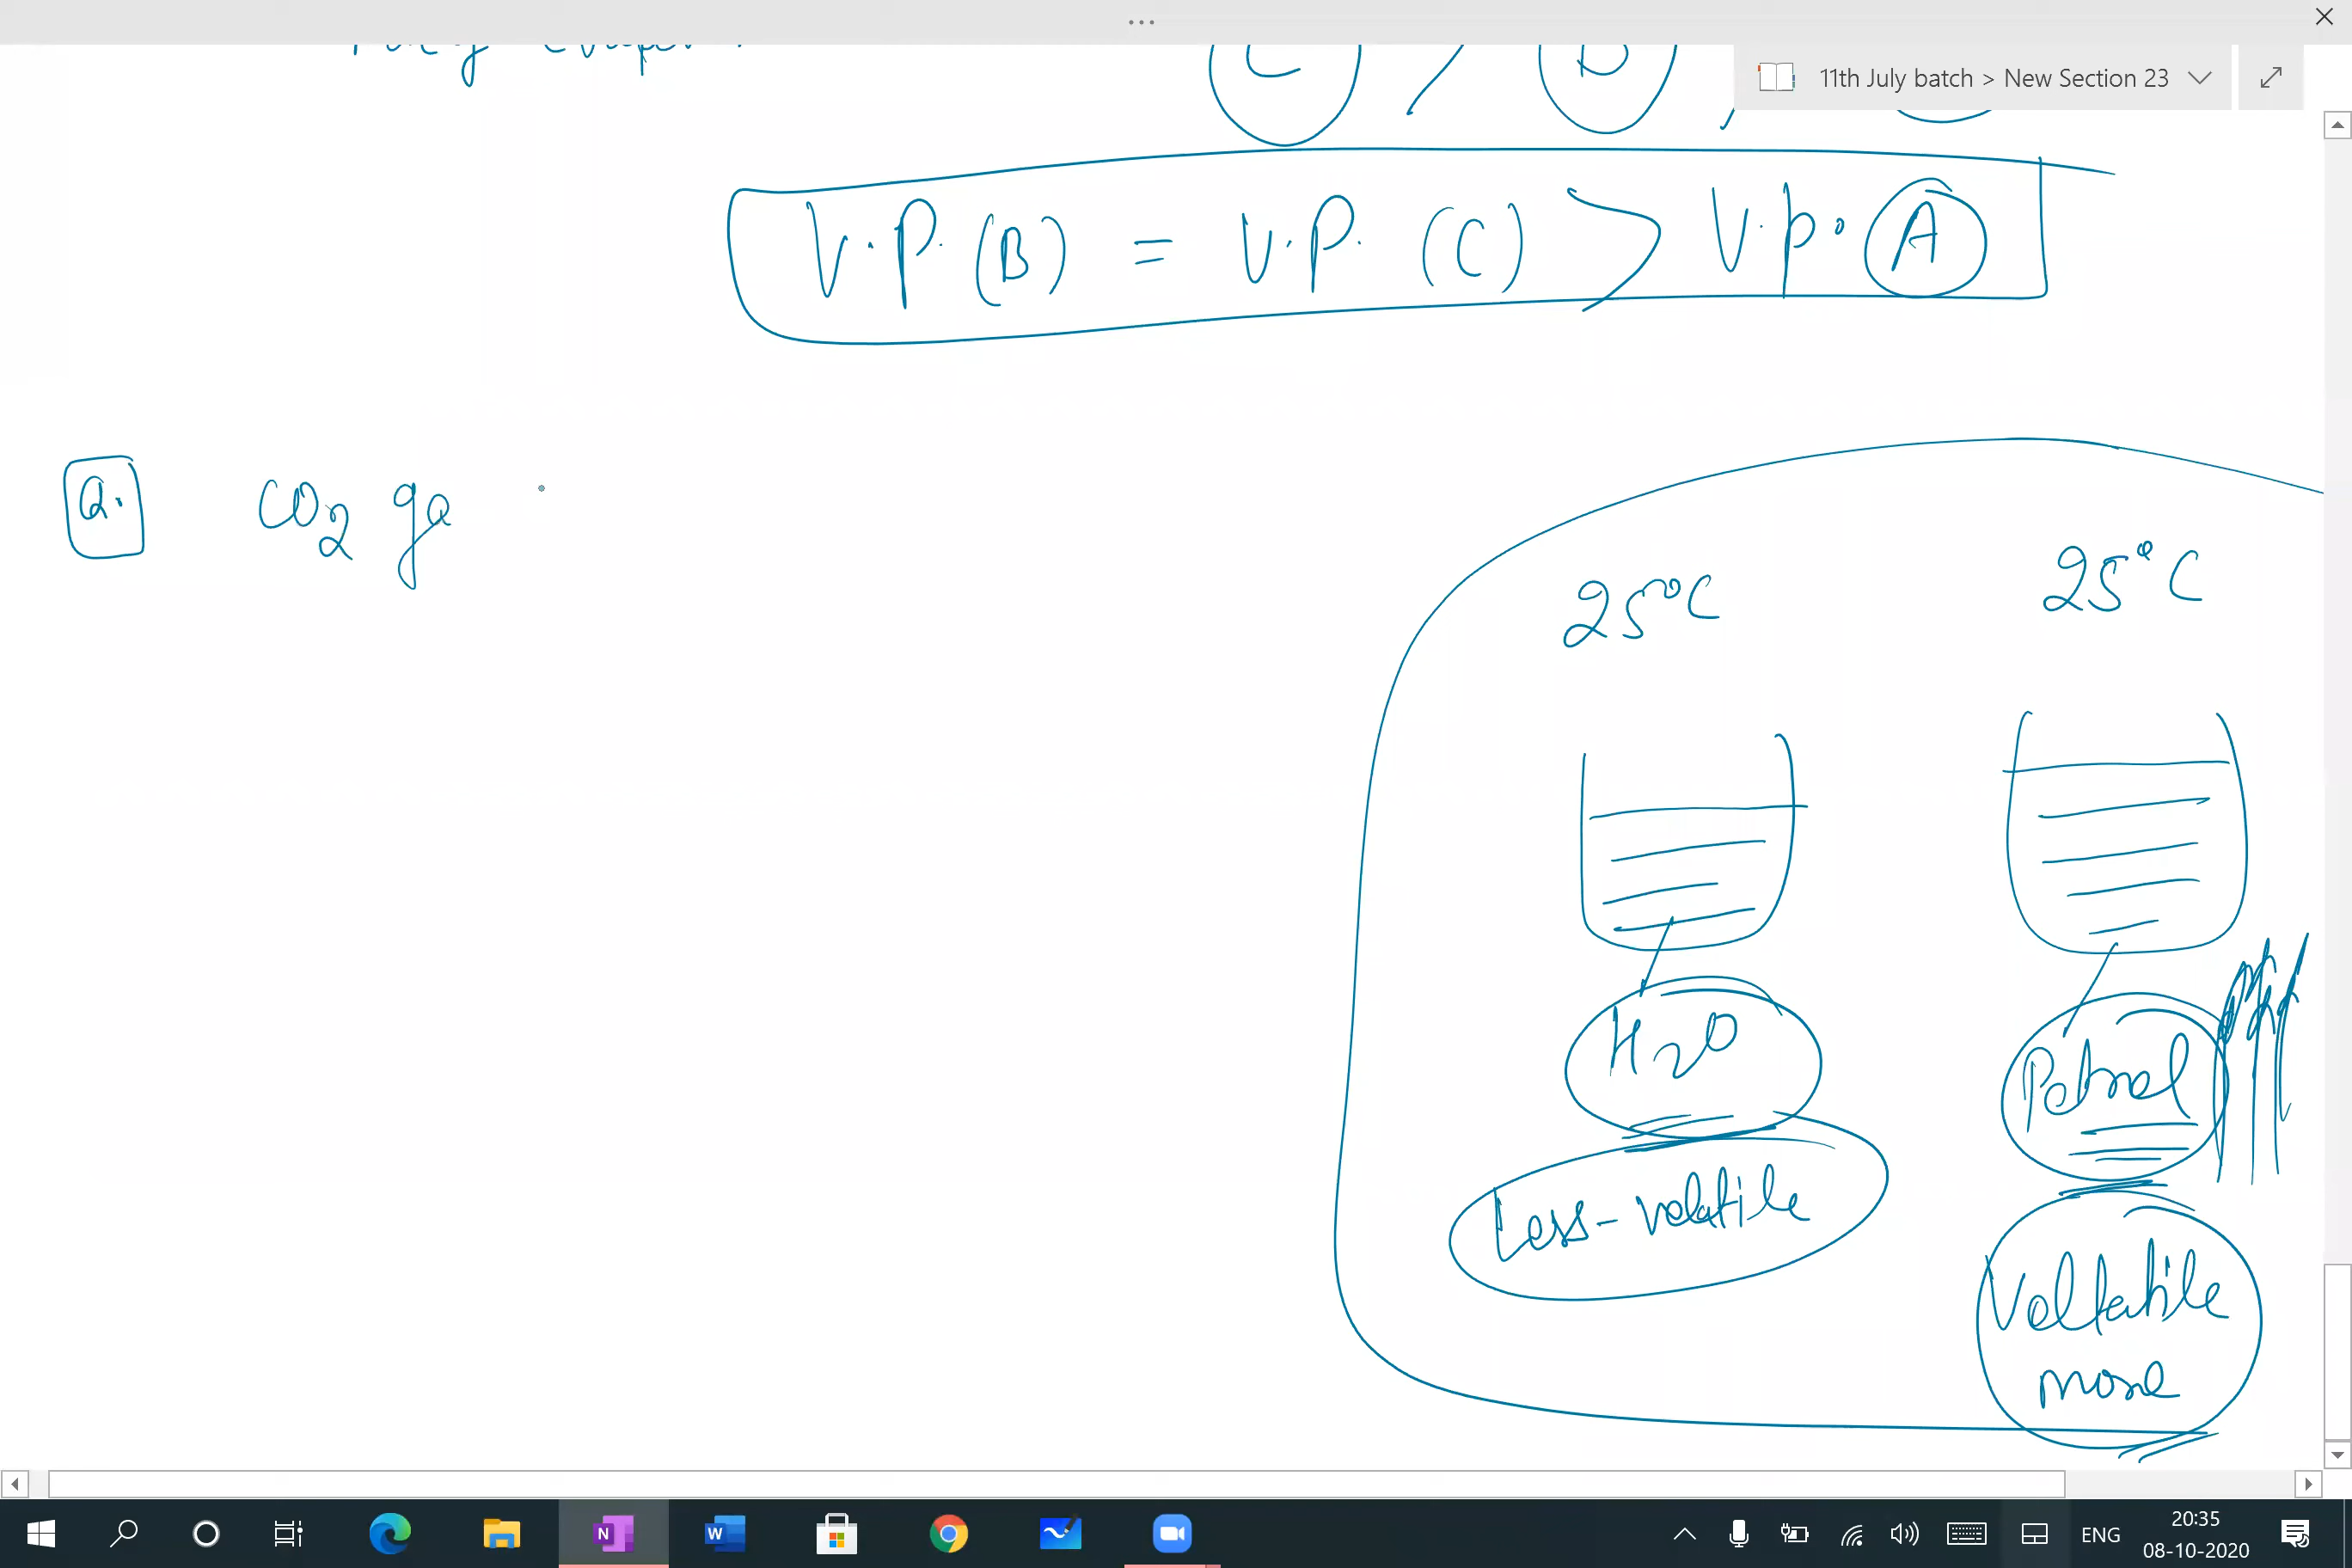 11th July batch > New Section 23
V.P.(B) = V.P.(C) > V.p. A
Q. CO2 ga
25°C 25°C
H2O Petrol
Less-volatile
Vollatile
more
ENG
20:35
08-10-2020